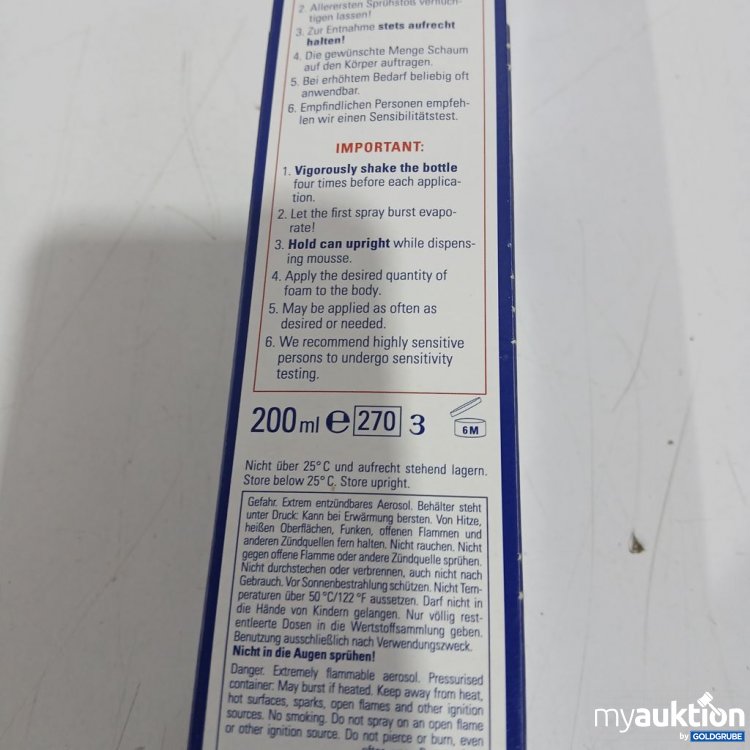 2. Allerersten Sprühstoß verflüch-
tigen lassen!
3. Zur Entnahme stets aufrecht
halten!
4. Die gewünschte Menge Schaum
auf den Körper auftragen.
5. Bei erhöhtem Bedarf beliebig oft
anwendbar.
6. Empfindlichen Personen empfeh-
len wir einen Sensibilitätstest.
IMPORTANT:
1. Vigorously shake the bottle
four times before each applica-
tion.
2. Let the first spray burst evapo-
rate!
3. Hold can upright while dispens-
ing mousse.
4. Apply the desired quantity of
foam to the body.
5. May be applied as often as
desired or needed.
6. We recommend highly sensitive
persons to undergo sensitivity
testing.
200 ml e 270 3 6M
Nicht über 25° C und aufrecht stehend lagern.
Store below 25° C. Store upright.
Gefahr. Extrem entzündbares Aerosol. Behälter steht
unter Druck: Kann bei Erwärmung bersten. Von Hitze,
heißen Oberflächen, Funken, offenen Flammen und
anderen Zündquellen fern halten. Nicht rauchen. Nicht
gegen offene Flamme oder andere Zündquelle sprühen.
Nicht durchstechen oder verbrennen, auch nicht nach
Gebrauch. Vor Sonnenbestrahlung schützen. Nicht Tem-
peraturen über 50 °C/122 °F aussetzen. Darf nicht in
die Hände von Kindern gelangen. Nur völlig rest-
entleerte Dosen in die Wertstoffsammlung geben.
Benutzung ausschließlich nach Verwendungszweck.
Nicht in die Augen sprühen!
Danger. Extremely flammable aerosol. Pressurised
container: May burst if heated. Keep away from heat,
hot surfaces, sparks, open flames and other ignition
sources. No smoking. Do not spray on an open flame
or other ignition source. Do not pierce or burn, even
myauktion
by GOLDGRUBE